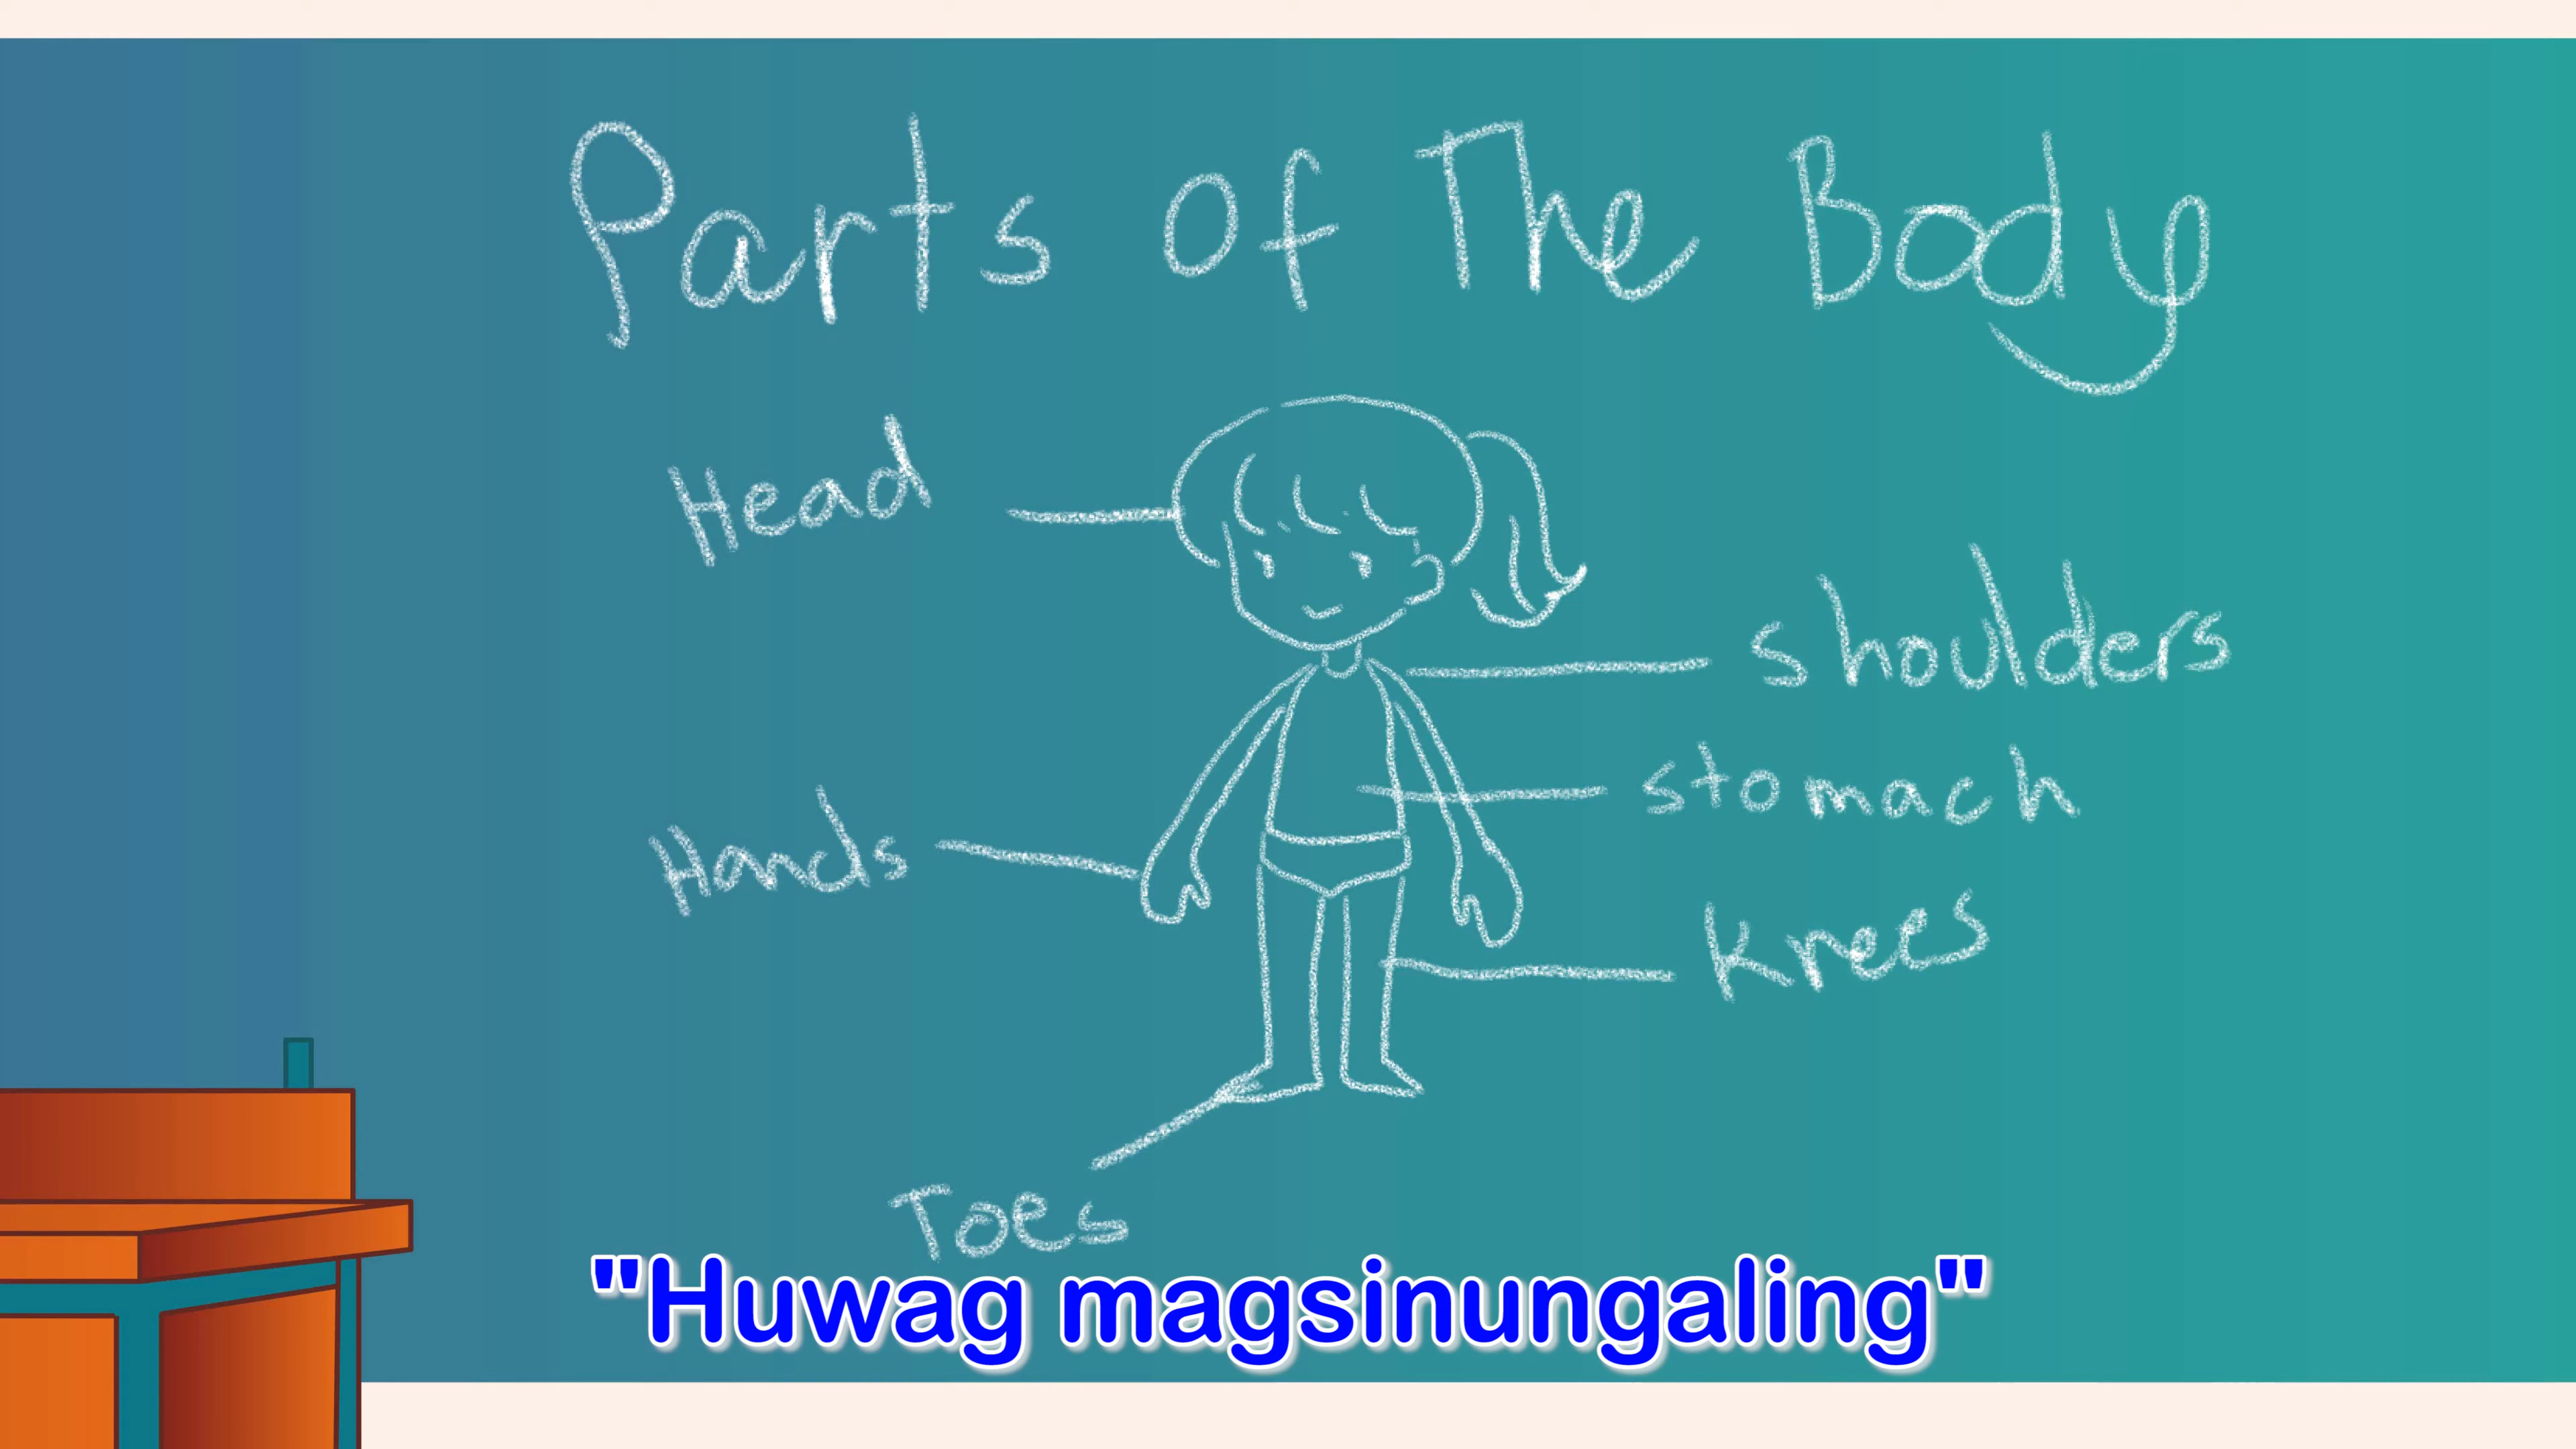 Parts of The Body
Head
shoulders
stomach
Hands
Knees
Toes
"Huwag magsinungaling"